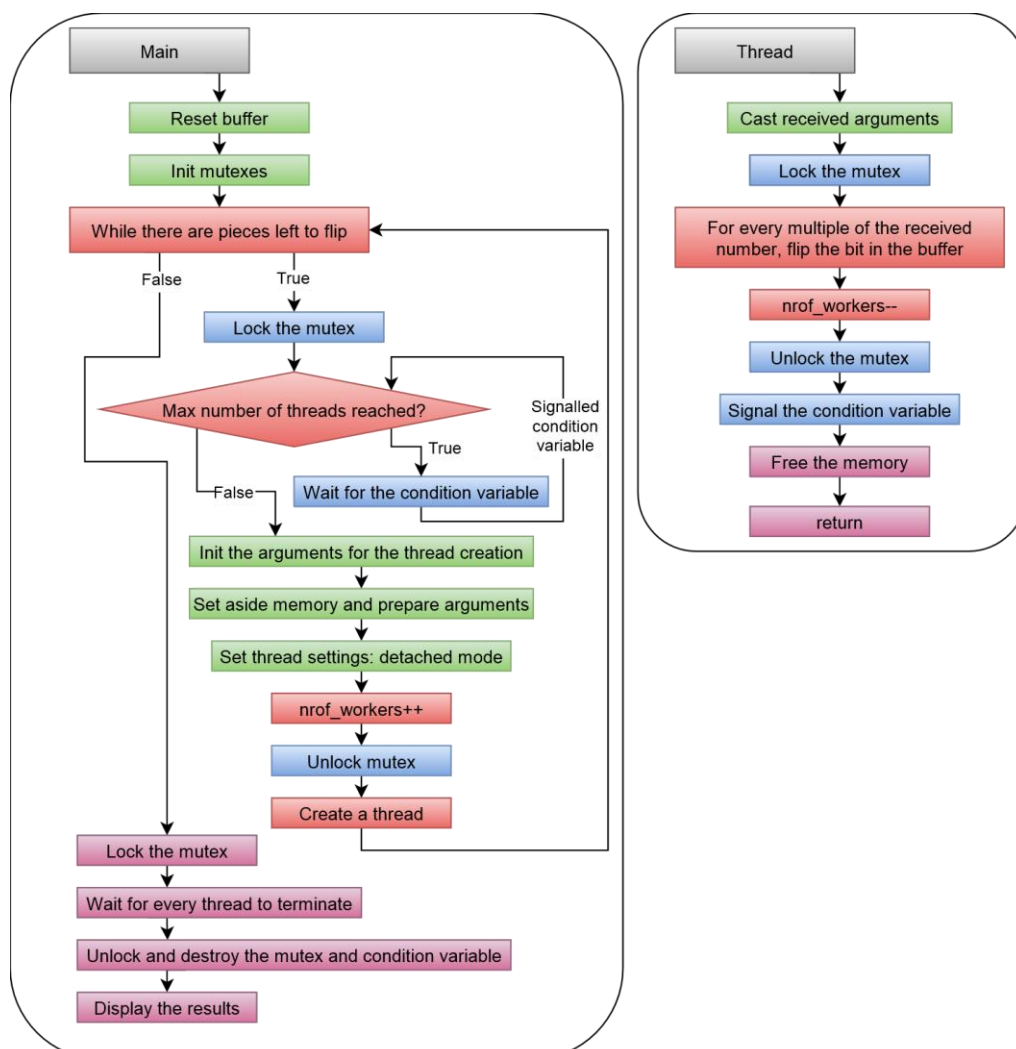 Main
Reset buffer
Init mutexes
While there are pieces left to flip
False
True
Lock the mutex
Max number of threads reached?
Signalled
condition
variable
True
False
Wait for the condition variable
Init the arguments for the thread creation
Set aside memory and prepare arguments
Set thread settings: detached mode
nrof_workers++
Unlock mutex
Create a thread
Lock the mutex
Wait for every thread to terminate
Unlock and destroy the mutex and condition variable
Display the results
Thread
Cast received arguments
Lock the mutex
For every multiple of the received
number, flip the bit in the buffer
nrof_workers--
Unlock the mutex
Signal the condition variable
Free the memory
return